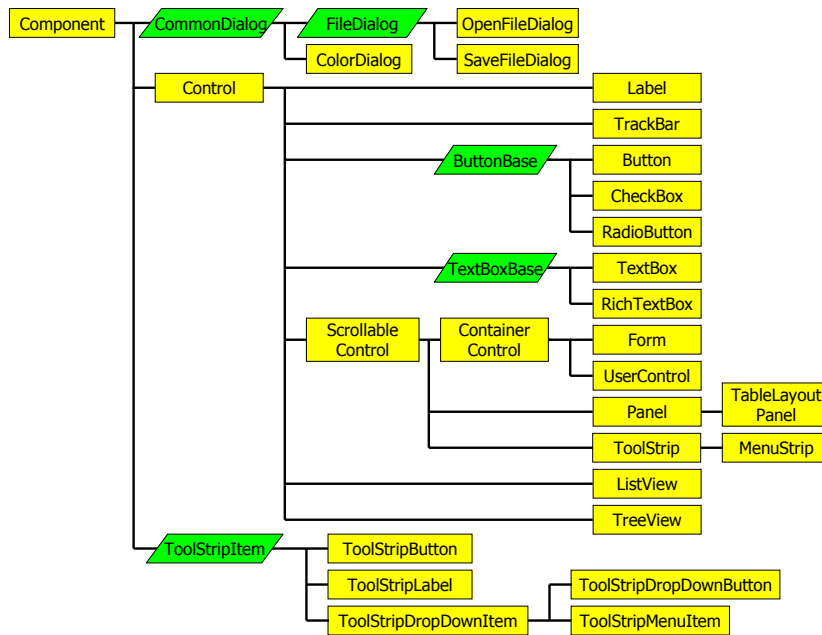 Component
CommonDialog
FileDialog
OpenFileDialog
ColorDialog
SaveFileDialog
Control
Label
TrackBar
ButtonBase
Button
CheckBox
RadioButton
TextBoxBase
TextBox
RichTextBox
Scrollable
Control
Container
Control
Form
UserControl
Panel
TableLayout
Panel
ToolStrip
MenuStrip
ListView
TreeView
ToolStripItem
ToolStripButton
ToolStripLabel
ToolStripDropDownButton
ToolStripDropDownItem
ToolStripMenuItem